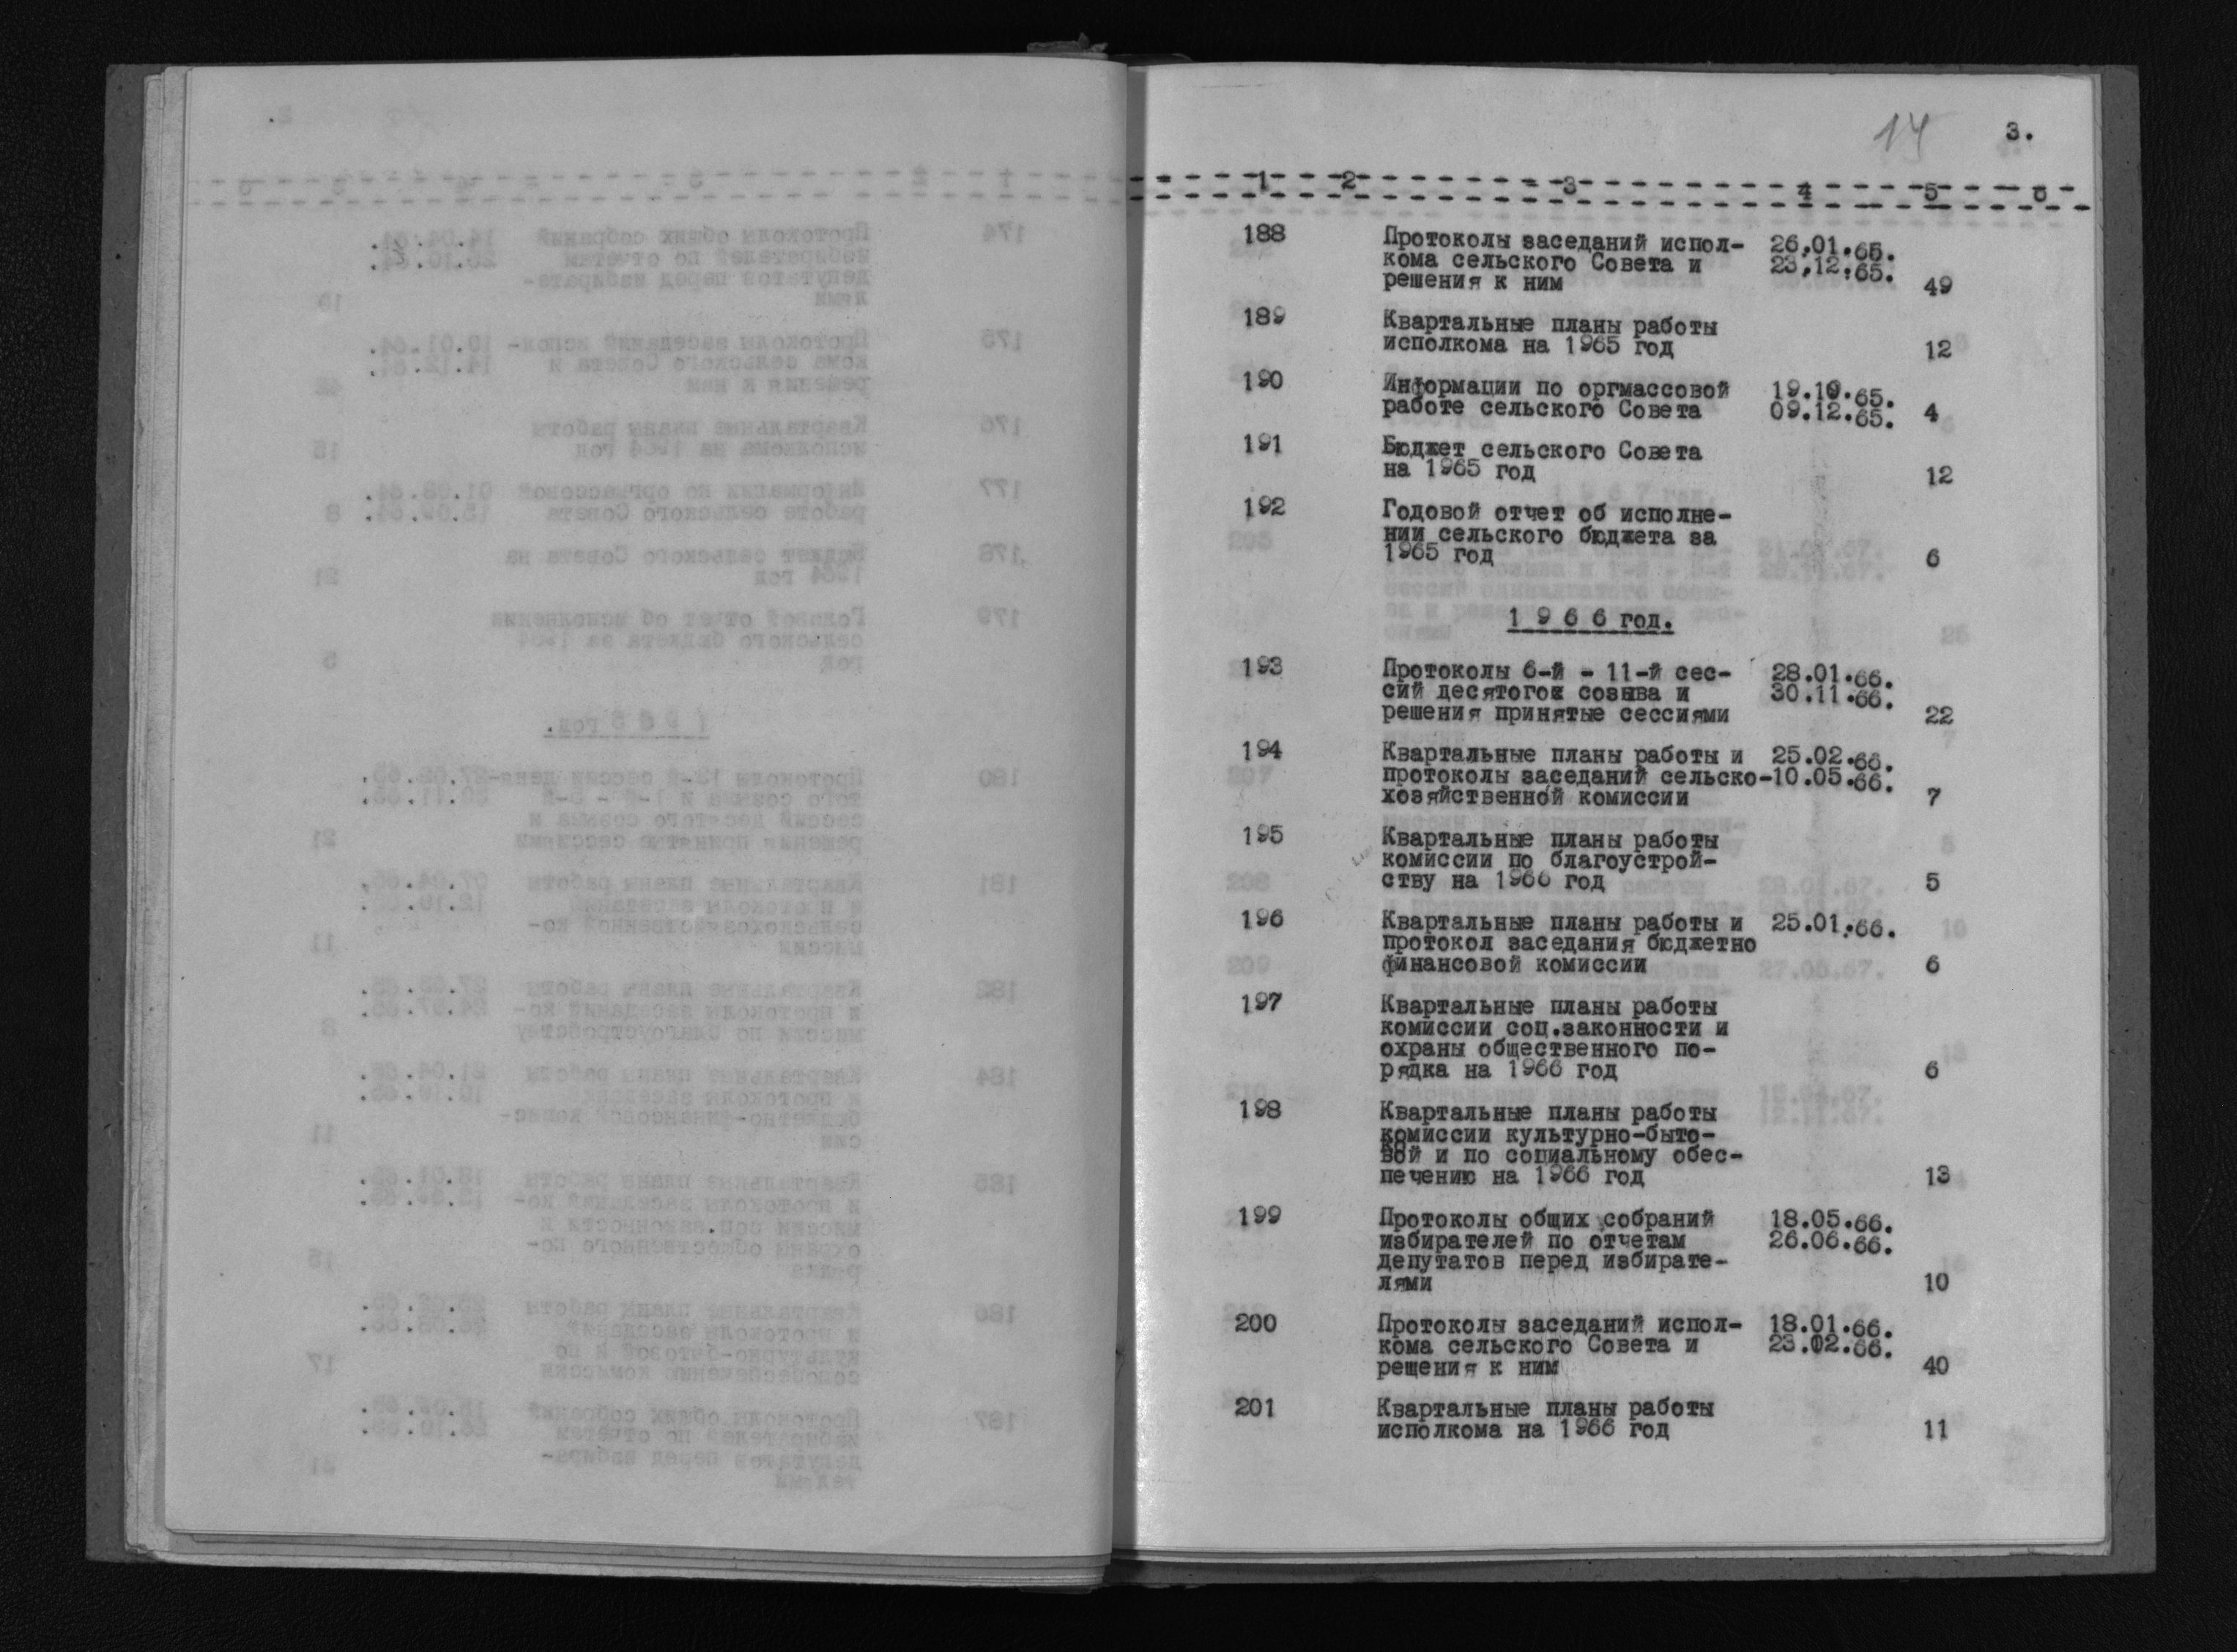 14 3.
1 2 3 4 5 6
188 Протоколы заседаний испол- 26.01.65.
кома сельского Совета и 23.12.65.
решения к ним 49
189 Квартальные планы работы
исполкома на 1965 год 12
190 Информации по оргмассовой 19.10.65.
работе сельского Совета 09.12.65. 4
191 Бюджет сельского Совета
на 1965 год 12
192 Годовой отчет об исполне-
нии сельского бюджета за
1965 год 6
1 9 6 6 год.
193 Протоколы 6-й - 11-й сес- 28.01.66.
сий десятого созыва и 30.11.66.
решения принятые сессиями 22
194 Квартальные планы работы и 25.02.66.
протоколы заседаний сельско- 10.05.66.
хозяйственной комиссии 7
195 Квартальные планы работы
комиссии по благоустрой-
ству на 1966 год 5
196 Квартальные планы работы и 25.01.66.
протокол заседания бюджетно
финансовой комиссии 6
197 Квартальные планы работы
комиссии соц.законности и
охраны общественного по-
рядка на 1966 год 6
198 Квартальные планы работы
комиссии культурно-быто-
вой и по социальному обес-
печению на 1966 год 13
199 Протоколы общих собраний 18.05.66.
избирателей по отчетам 26.06.66.
депутатов перед избирате-
лями 10
200 Протоколы заседаний испол- 18.01.66.
кома сельского Совета и 23.02.66.
рещения к ним 40
201 Квартальные планы работы
исполкома на 1966 год 11